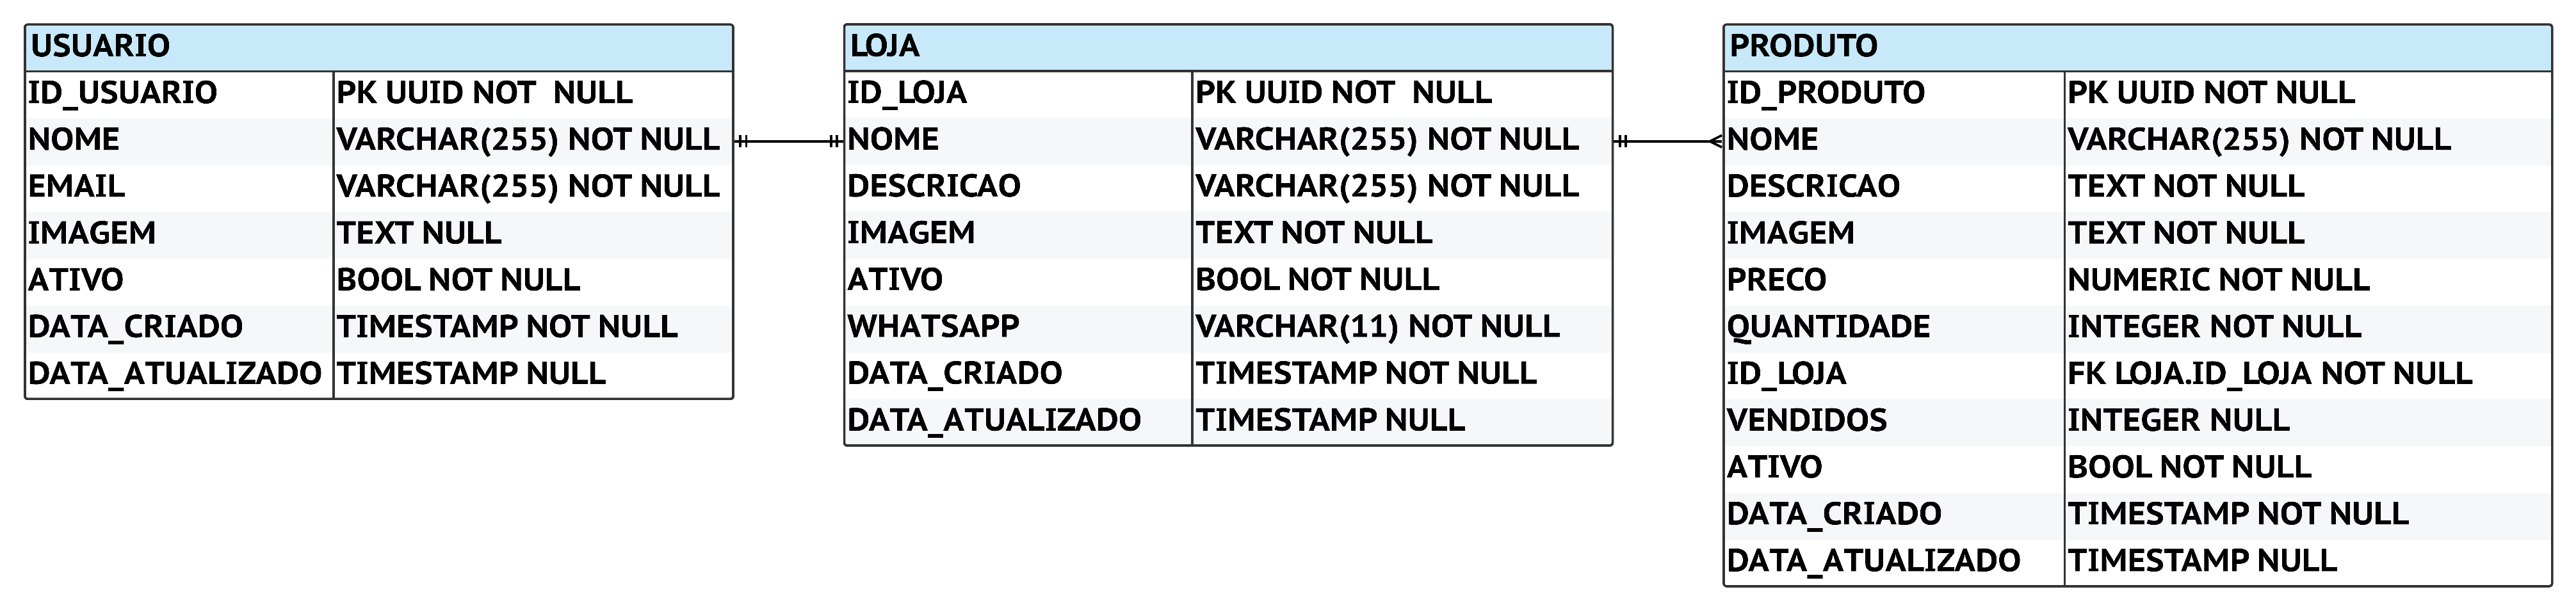 USUARIO
ID_USUARIO PK UUID NOT NULL
NOME VARCHAR(255) NOT NULL
EMAIL VARCHAR(255) NOT NULL
IMAGEM TEXT NULL
ATIVO BOOL NOT NULL
DATA_CRIADO TIMESTAMP NOT NULL
DATA_ATUALIZADO TIMESTAMP NULL
LOJA
ID_LOJA PK UUID NOT NULL
NOME VARCHAR(255) NOT NULL
DESCRICAO VARCHAR(255) NOT NULL
IMAGEM TEXT NOT NULL
ATIVO BOOL NOT NULL
WHATSAPP VARCHAR(11) NOT NULL
DATA_CRIADO TIMESTAMP NOT NULL
DATA_ATUALIZADO TIMESTAMP NULL
PRODUTO
ID_PRODUTO PK UUID NOT NULL
NOME VARCHAR(255) NOT NULL
DESCRICAO TEXT NOT NULL
IMAGEM TEXT NOT NULL
PRECO NUMERIC NOT NULL
QUANTIDADE INTEGER NOT NULL
ID_LOJA FK LOJA.ID_LOJA NOT NULL
VENDIDOS INTEGER NULL
ATIVO BOOL NOT NULL
DATA_CRIADO TIMESTAMP NOT NULL
DATA_ATUALIZADO TIMESTAMP NULL